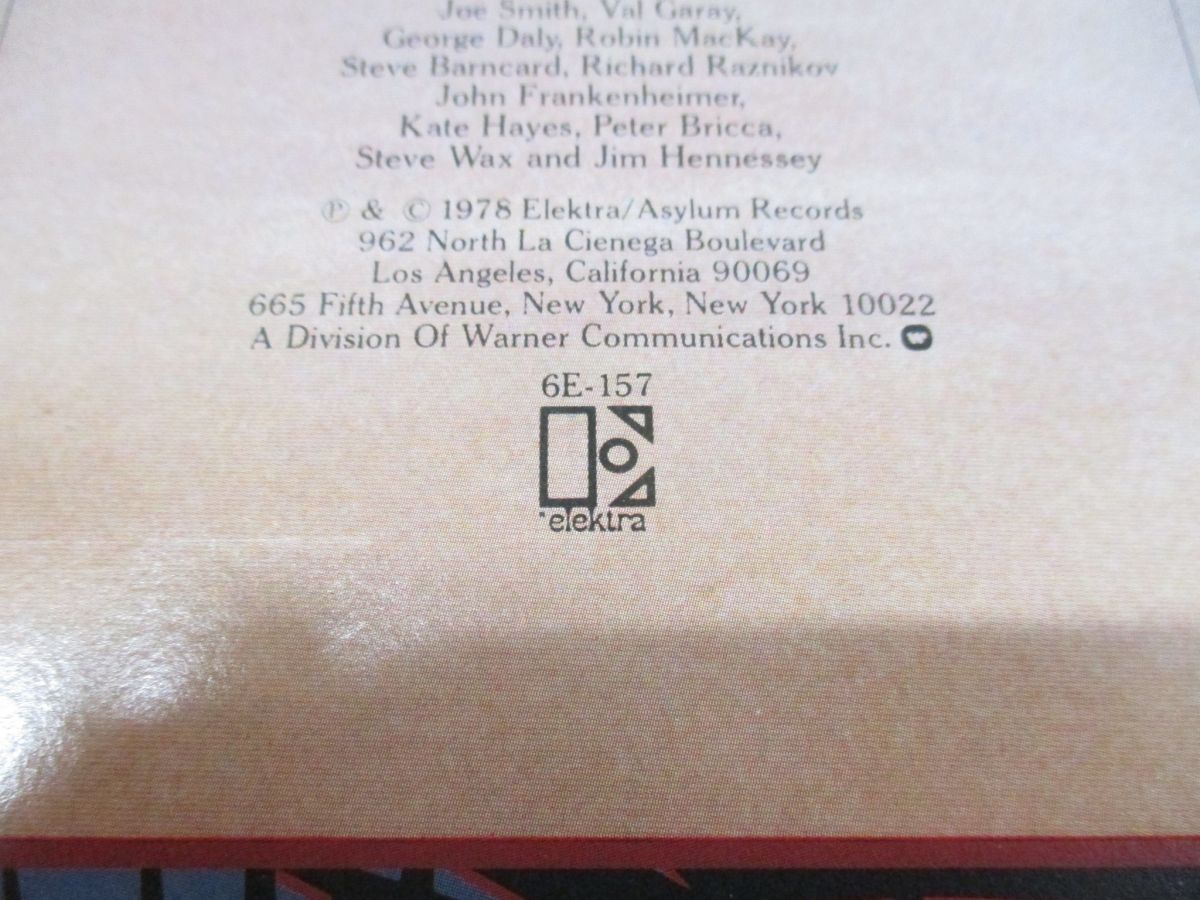 Joe Smith, Val Garay,
George Daly, Robin MacKay,
Steve Barncard, Richard Raznikov
John Frankenheimer,
Kate Hayes, Peter Bricca,
Steve Wax and Jim Hennessey
℗ & © 1978 Elektra/Asylum Records
962 North La Cienega Boulevard
Los Angeles, California 90069
665 Fifth Avenue, New York, New York 10022
A Division Of Warner Communications Inc.
6E-157
elektra